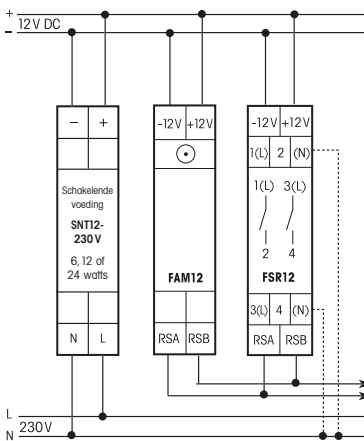 +
12V DC
−
− +
-12V +12V
-12V +12V
1(L) 2 (N)
Schakelende
voeding
SNT12-
230V
6,12 of
24 watts
1(L) 3(L)
2 4
FAM12
FSR12
3(L) 4 (N)
N L
RSA RSB
RSA RSB
L
230V
N